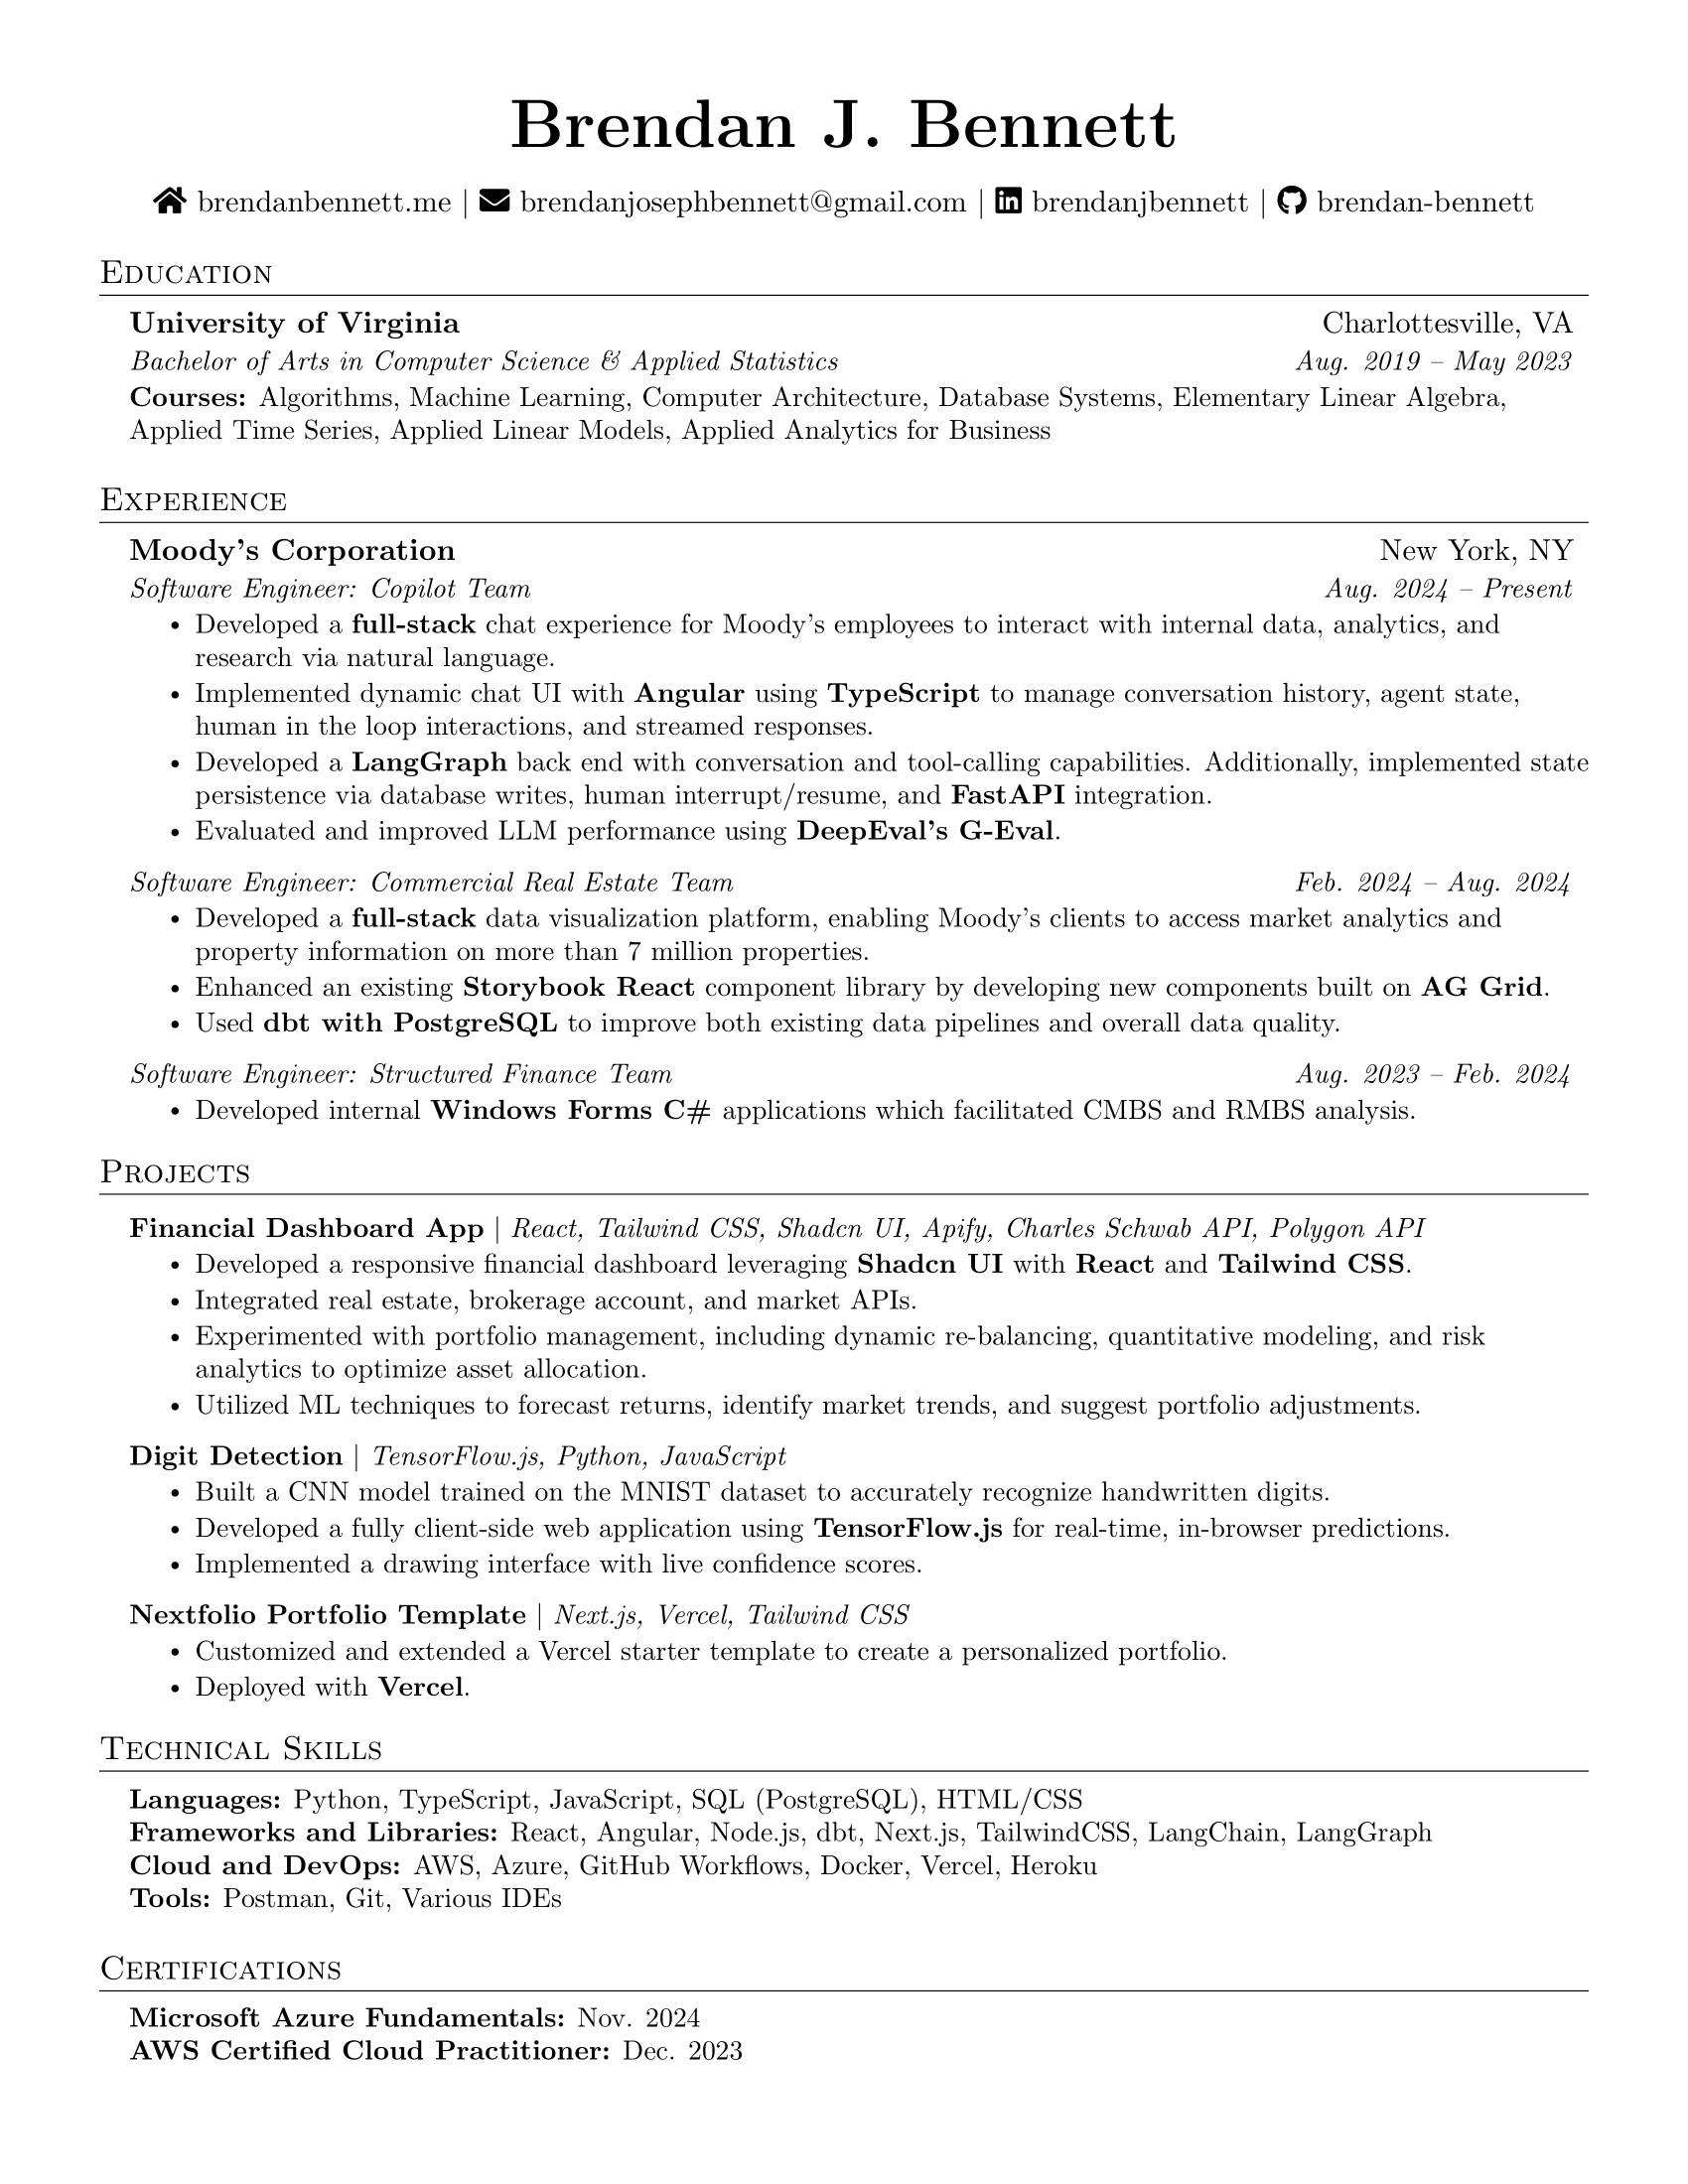 Brendan J. Bennett
brendanbennett.me | brendanjosephbennett@gmail.com | brendanjbennett | brendan-bennett
Education
University of Virginia Charlottesville, VA
Bachelor of Arts in Computer Science & Applied Statistics Aug. 2019 – May 2023
Courses: Algorithms, Machine Learning, Computer Architecture, Database Systems, Elementary Linear Algebra,
Applied Time Series, Applied Linear Models, Applied Analytics for Business
Experience
Moody's Corporation New York, NY
Software Engineer: Copilot Team Aug. 2024 – Present
• Developed a full-stack chat experience for Moody's employees to interact with internal data, analytics, and
research via natural language.
• Implemented dynamic chat UI with Angular using TypeScript to manage conversation history, agent state,
human in the loop interactions, and streamed responses.
• Developed a LangGraph back end with conversation and tool-calling capabilities. Additionally, implemented state
persistence via database writes, human interrupt/resume, and FastAPI integration.
• Evaluated and improved LLM performance using DeepEval's G-Eval.
Software Engineer: Commercial Real Estate Team Feb. 2024 – Aug. 2024
• Developed a full-stack data visualization platform, enabling Moody's clients to access market analytics and
property information on more than 7 million properties.
• Enhanced an existing Storybook React component library by developing new components built on AG Grid.
• Used dbt with PostgreSQL to improve both existing data pipelines and overall data quality.
Software Engineer: Structured Finance Team Aug. 2023 – Feb. 2024
• Developed internal Windows Forms C# applications which facilitated CMBS and RMBS analysis.
Projects
Financial Dashboard App | React, Tailwind CSS, Shadcn UI, Apify, Charles Schwab API, Polygon API
• Developed a responsive financial dashboard leveraging Shadcn UI with React and Tailwind CSS.
• Integrated real estate, brokerage account, and market APIs.
• Experimented with portfolio management, including dynamic re-balancing, quantitative modeling, and risk
analytics to optimize asset allocation.
• Utilized ML techniques to forecast returns, identify market trends, and suggest portfolio adjustments.
Digit Detection | TensorFlow.js, Python, JavaScript
• Built a CNN model trained on the MNIST dataset to accurately recognize handwritten digits.
• Developed a fully client-side web application using TensorFlow.js for real-time, in-browser predictions.
• Implemented a drawing interface with live confidence scores.
Nextfolio Portfolio Template | Next.js, Vercel, Tailwind CSS
• Customized and extended a Vercel starter template to create a personalized portfolio.
• Deployed with Vercel.
Technical Skills
Languages: Python, TypeScript, JavaScript, SQL (PostgreSQL), HTML/CSS
Frameworks and Libraries: React, Angular, Node.js, dbt, Next.js, TailwindCSS, LangChain, LangGraph
Cloud and DevOps: AWS, Azure, GitHub Workflows, Docker, Vercel, Heroku
Tools: Postman, Git, Various IDEs
Certifications
Microsoft Azure Fundamentals: Nov. 2024
AWS Certified Cloud Practitioner: Dec. 2023